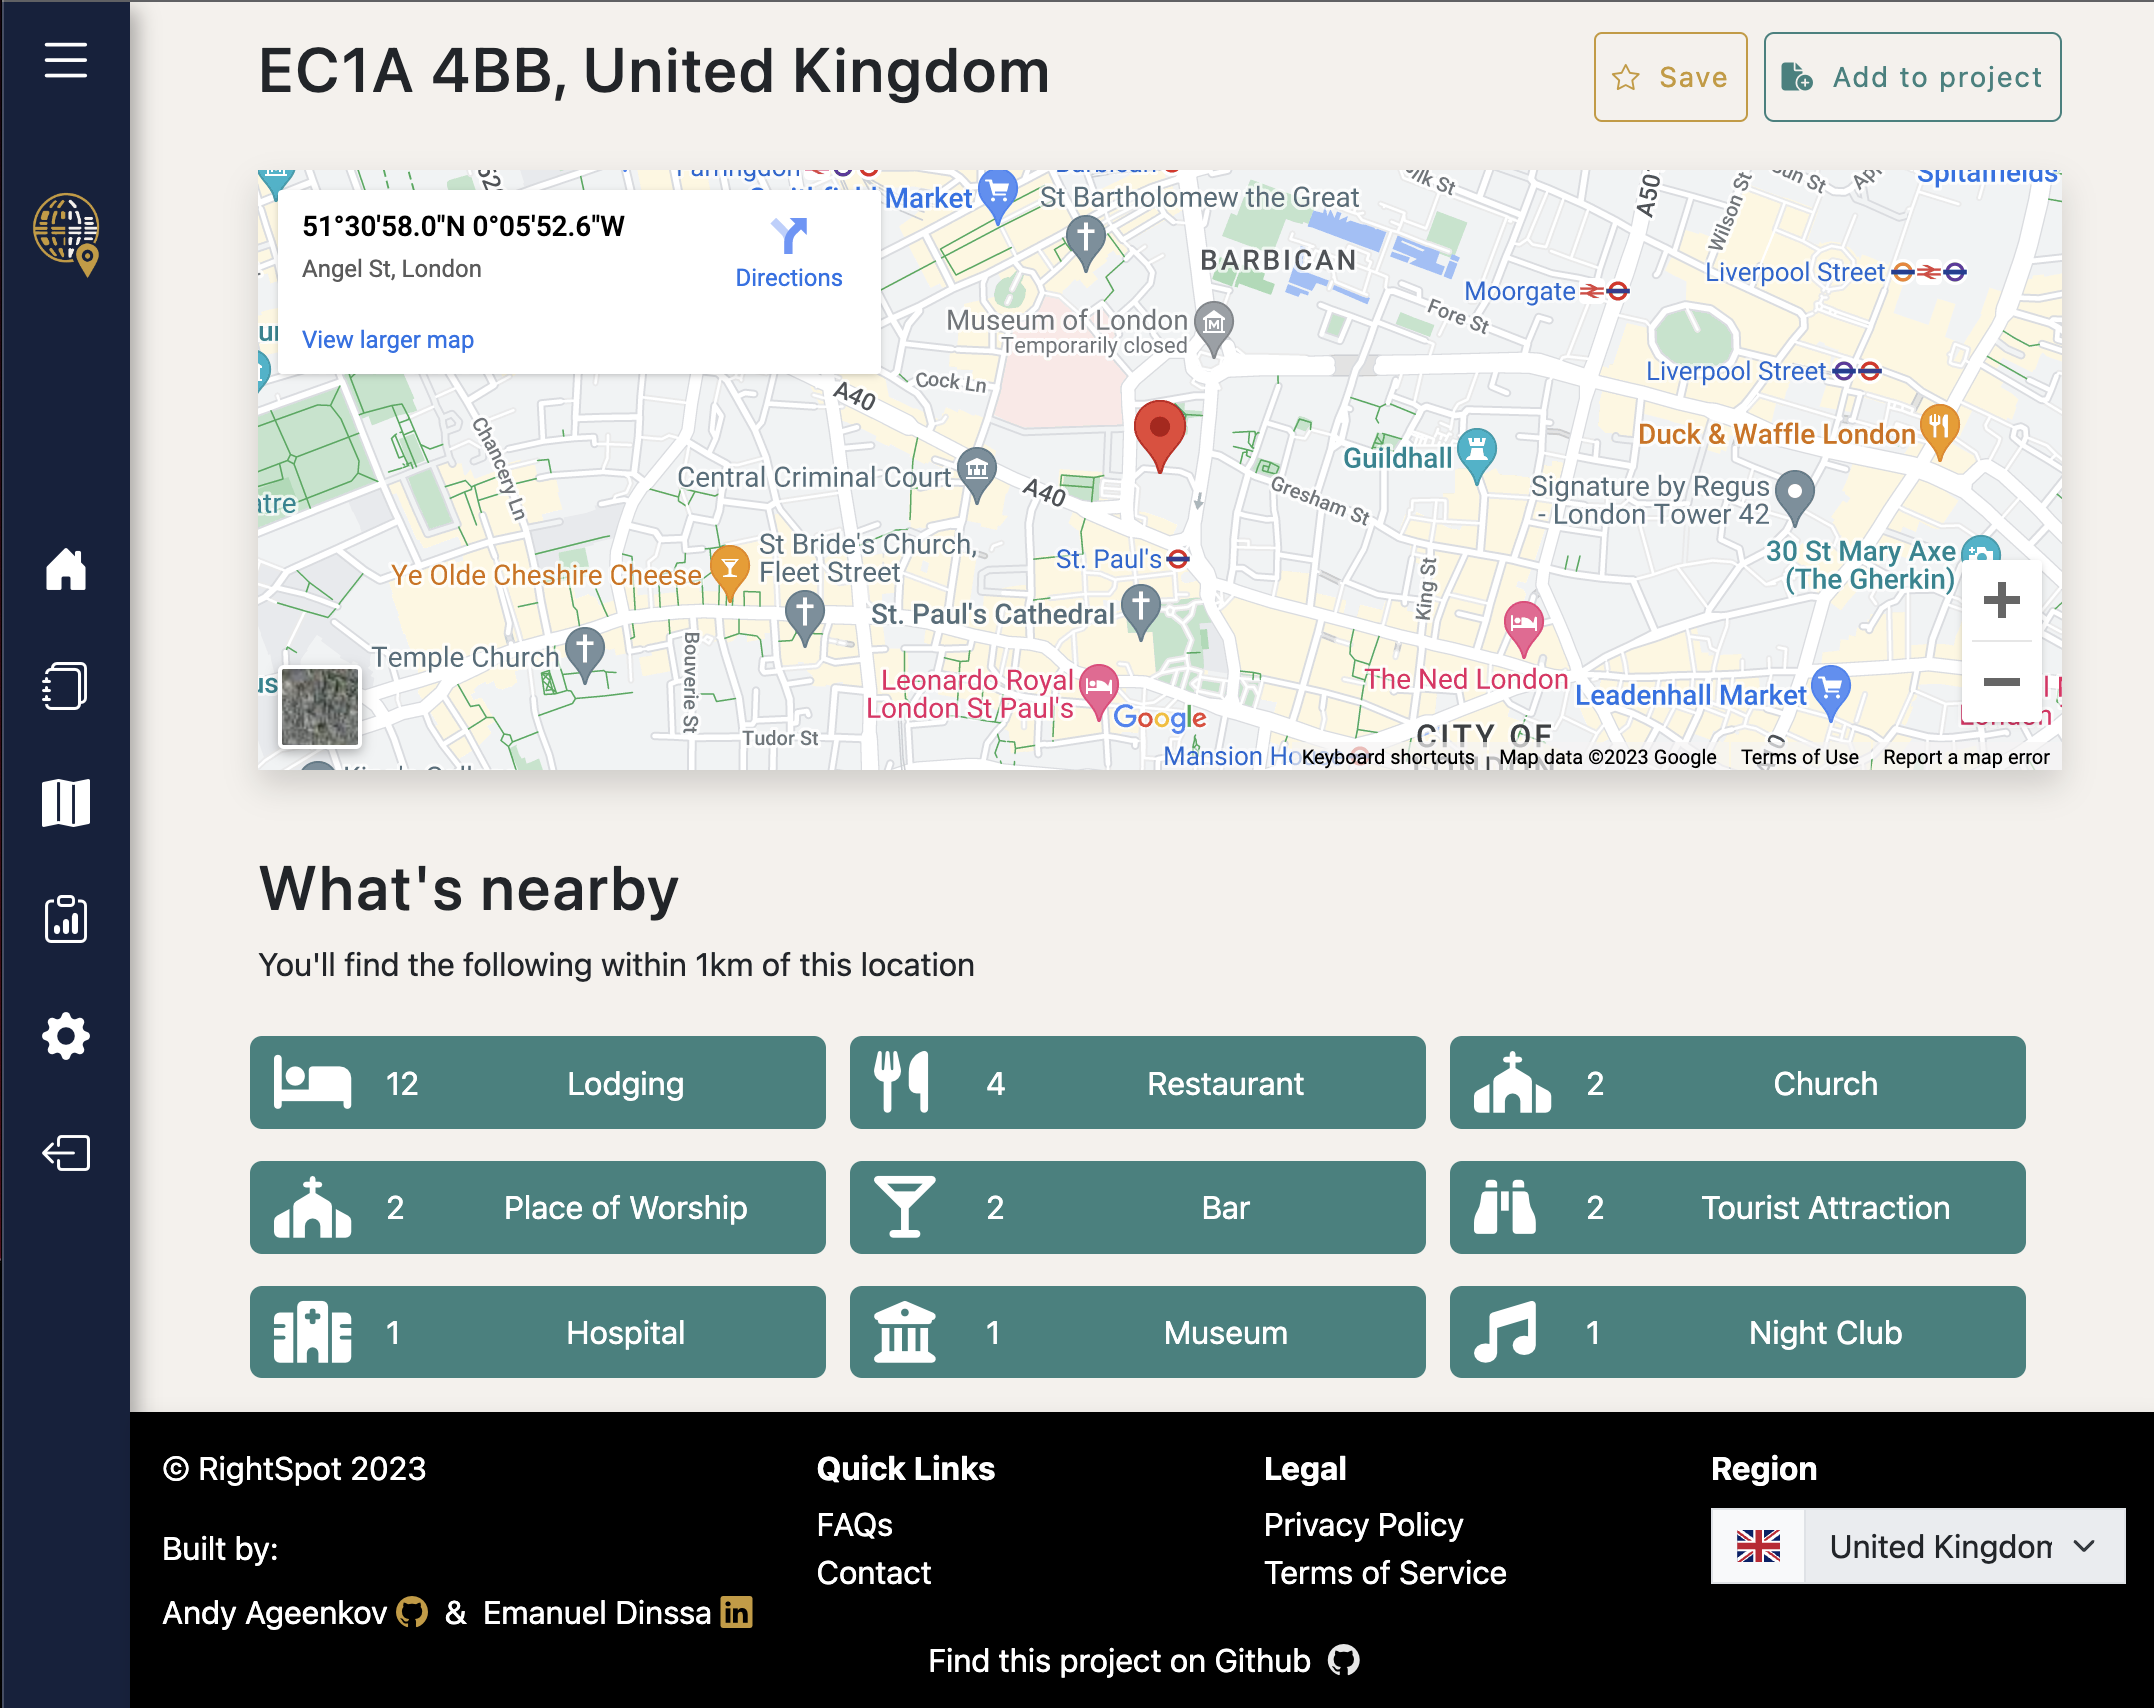 EC1A 4BB, United Kingdom
Save
Add to project
51°30'58.0"N 0°05'52.6"W
Angel St, London
Directions
View larger map
Market
St Bartholomew the Great
BARBICAN
Moorgate
Fore St
A50
Wilson St
Sun St
Spitalfields
Liverpool Street
Museum of London
Temporarily closed
Cock Ln
A40
Liverpool Street
Duck & Waffle London
Chancery Ln
Central Criminal Court
A40
Gresham St
Guildhall
Signature by Regus
- London Tower 42
atre
St. Paul's
30 St Mary Axe
(The Gherkin)
Ye Olde Cheshire Cheese
St Bride's Church,
Fleet Street
King St
St. Paul's Cathedral
Temple Church
Bouverie St
Leonardo Royal
London St Paul's
The Ned London
Leadenhall Market
Google
Tudor St
CITY OF
LONDON
Mansion
Keyboard shortcuts
Map data ©2023 Google
Terms of Use
Report a map error
What's nearby
You'll find the following within 1km of this location
12 Lodging
4 Restaurant
2 Church
2 Place of Worship
2 Bar
2 Tourist Attraction
1 Hospital
1 Museum
1 Night Club
© RightSpot 2023
Built by:
Andy Ageenkov & Emanuel Dinssa
Quick Links
FAQs
Contact
Legal
Privacy Policy
Terms of Service
Region
United Kingdom
Find this project on Github